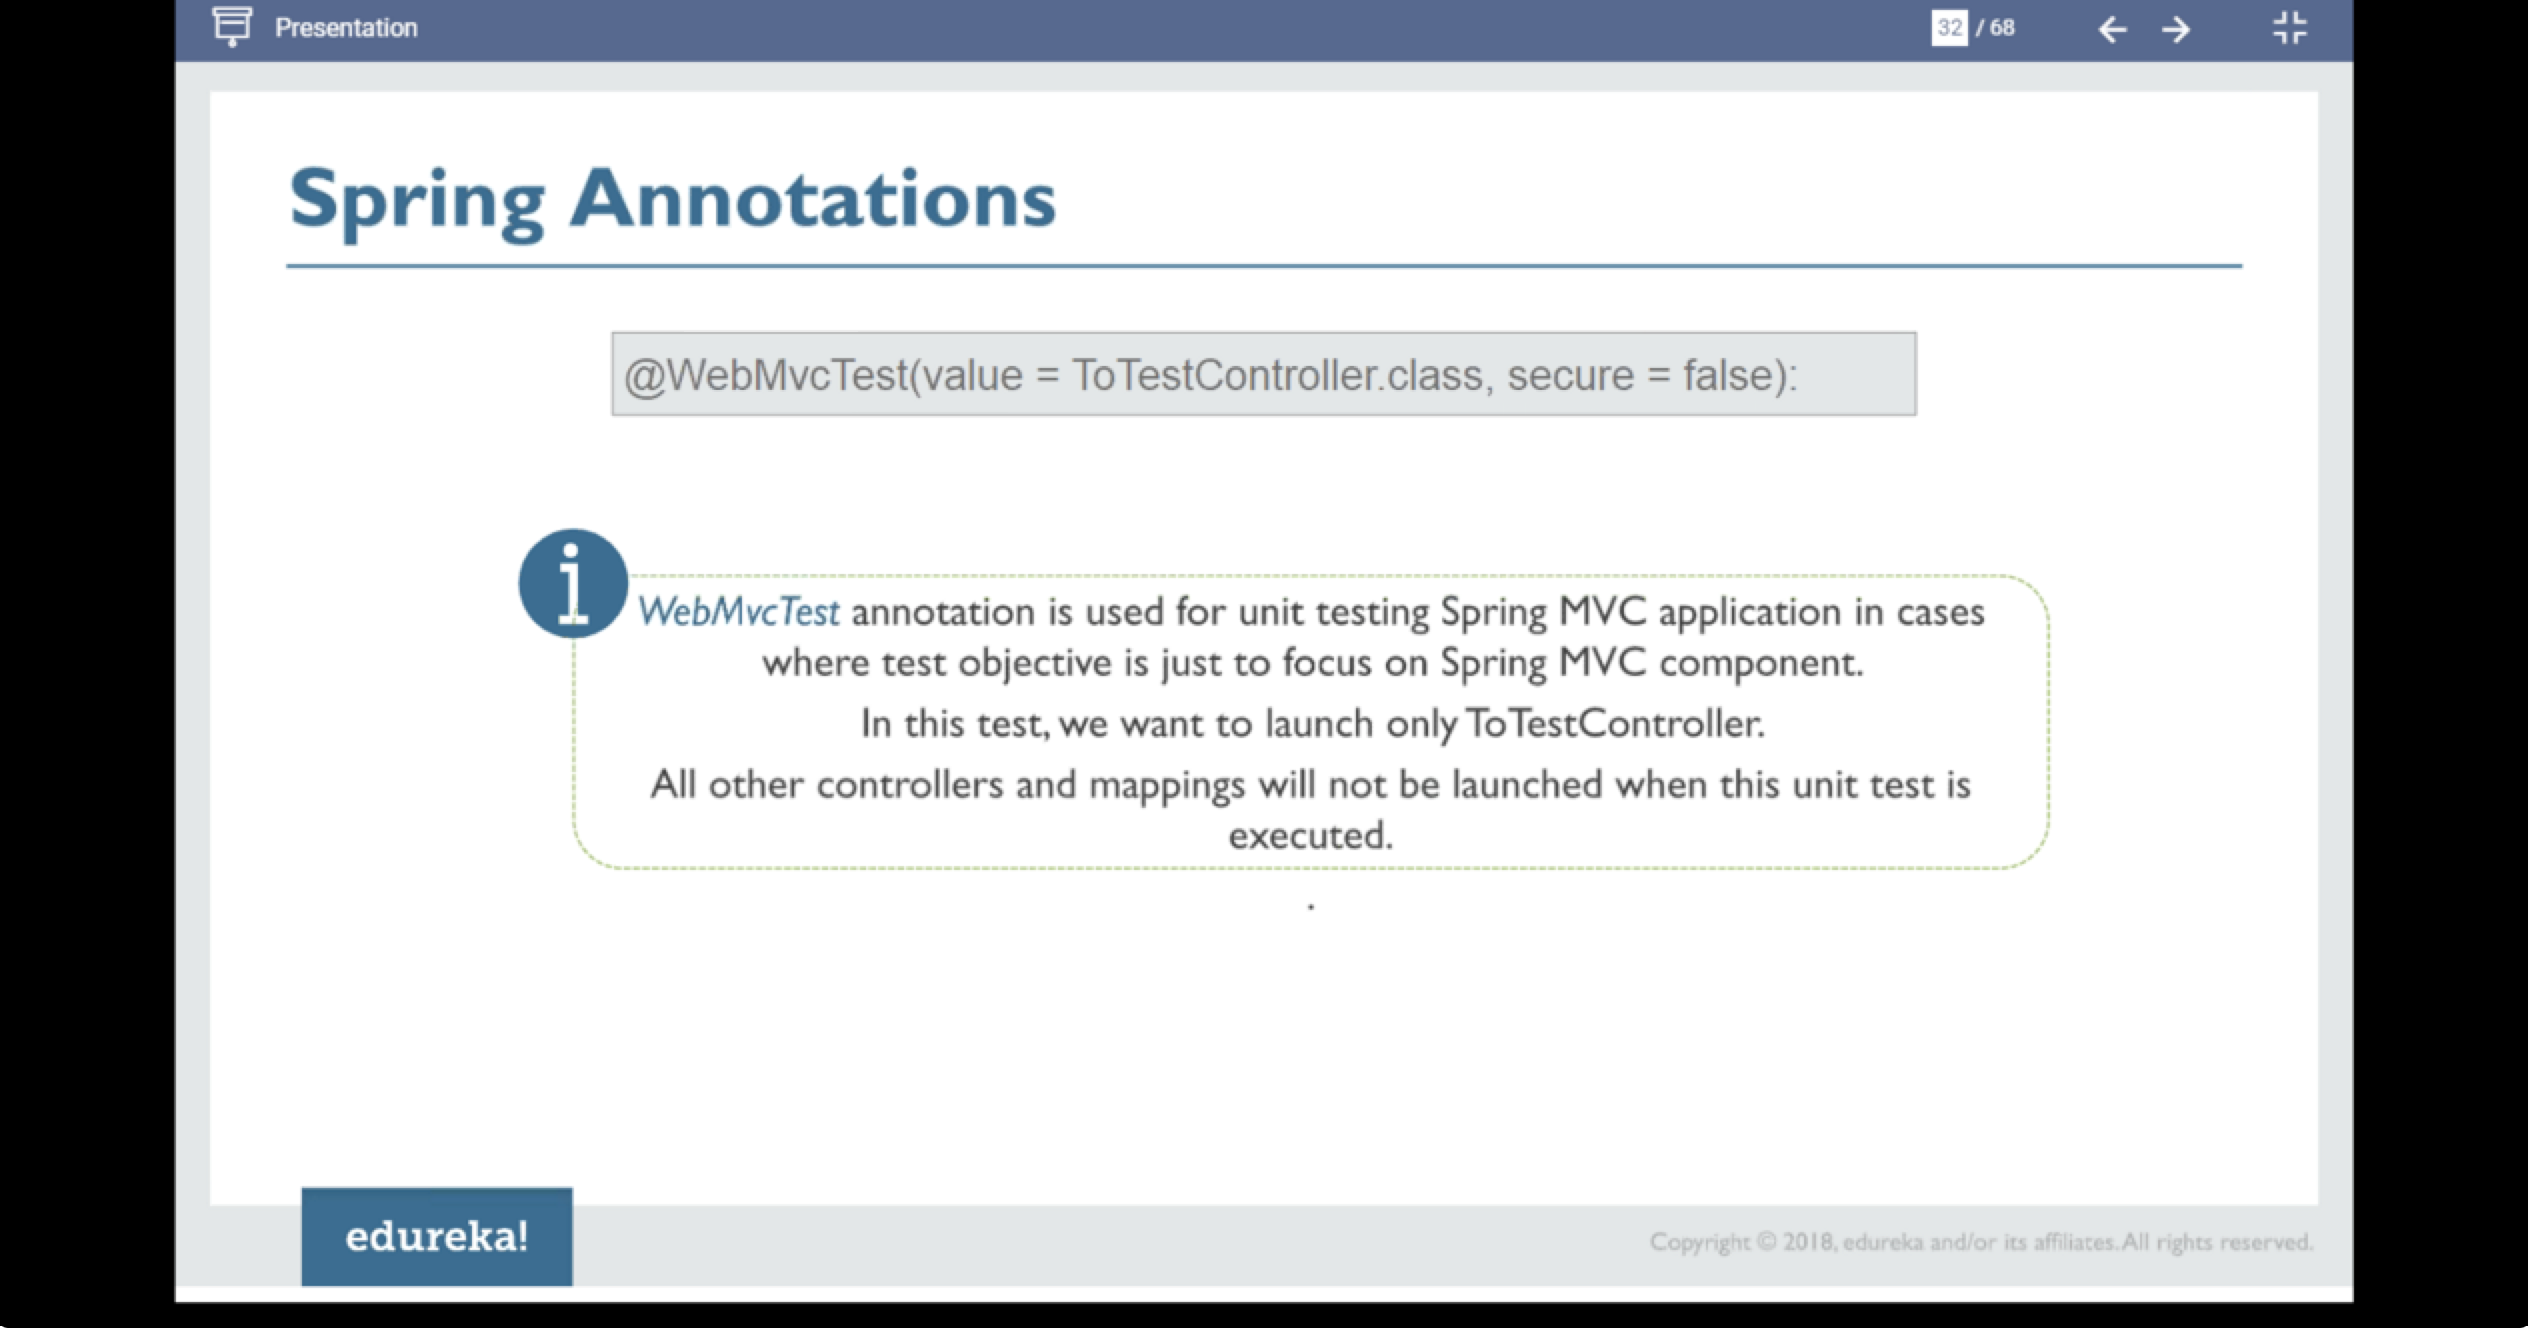 Presentation
32 / 68
Spring Annotations
@WebMvcTest(value = ToTestController.class, secure = false):
i
WebMvcTest annotation is used for unit testing Spring MVC application in cases
where test objective is just to focus on Spring MVC component.
In this test, we want to launch only ToTestController.
All other controllers and mappings will not be launched when this unit test is
executed.
.
edureka!
Copyright © 2018, edureka and/or its affiliates. All rights reserved.